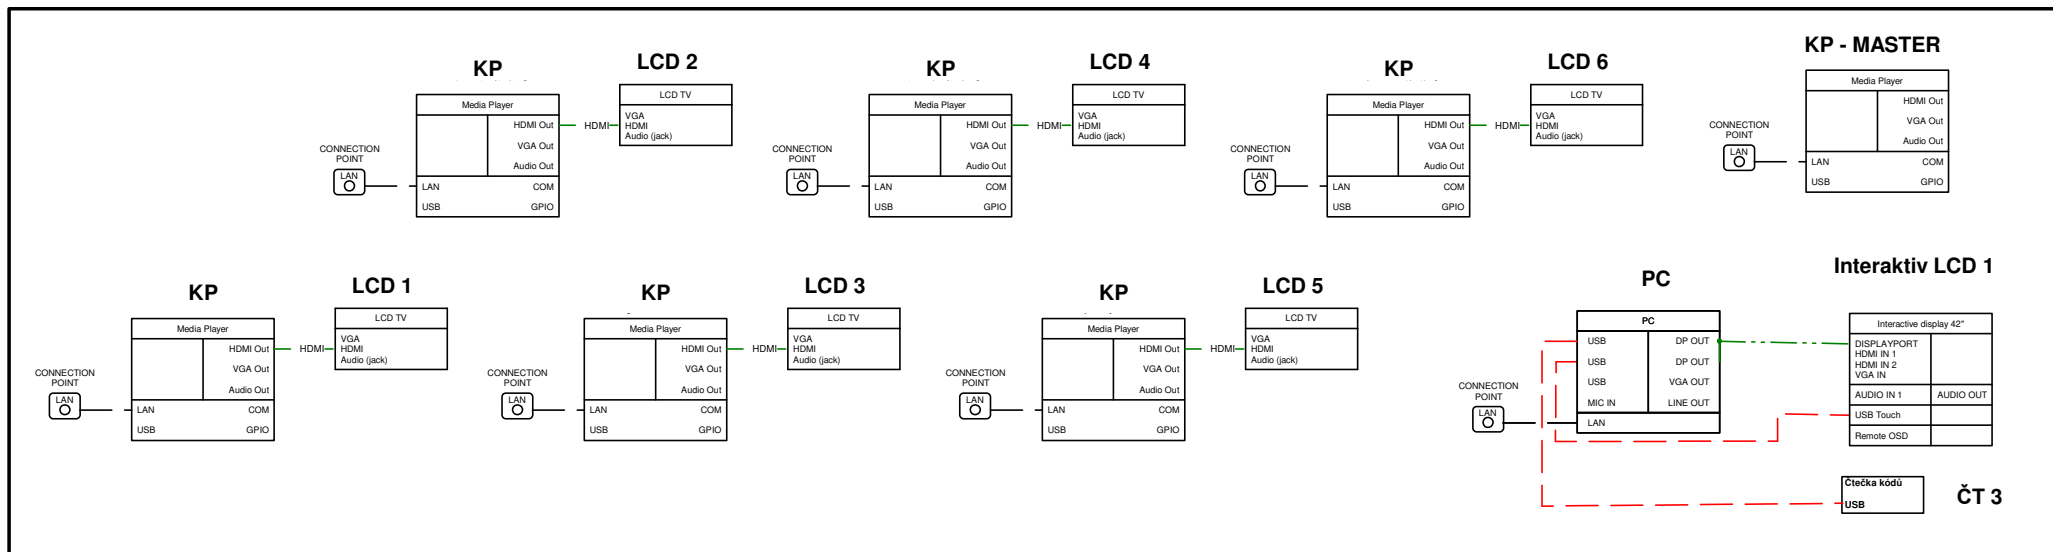 KP
LCD 2
Media Player
HDMI Out
VGA Out
Audio Out
LAN
COM
USB
GPIO
HDMI
LCD TV
VGA
HDMI
Audio (jack)
CONNECTION
POINT
LAN
KP
LCD 4
Media Player
HDMI Out
VGA Out
Audio Out
LAN
COM
USB
GPIO
HDMI
LCD TV
VGA
HDMI
Audio (jack)
CONNECTION
POINT
LAN
KP
LCD 6
Media Player
HDMI Out
VGA Out
Audio Out
LAN
COM
USB
GPIO
HDMI
LCD TV
VGA
HDMI
Audio (jack)
CONNECTION
POINT
LAN
KP - MASTER
Media Player
HDMI Out
VGA Out
Audio Out
LAN
COM
USB
GPIO
CONNECTION
POINT
LAN
KP
LCD 1
Media Player
HDMI Out
VGA Out
Audio Out
LAN
COM
USB
GPIO
HDMI
LCD TV
VGA
HDMI
Audio (jack)
CONNECTION
POINT
LAN
KP
LCD 3
Media Player
HDMI Out
VGA Out
Audio Out
LAN
COM
USB
GPIO
HDMI
LCD TV
VGA
HDMI
Audio (jack)
CONNECTION
POINT
LAN
KP
LCD 5
Media Player
HDMI Out
VGA Out
Audio Out
LAN
COM
USB
GPIO
HDMI
LCD TV
VGA
HDMI
Audio (jack)
CONNECTION
POINT
LAN
PC
PC
USB
DP OUT
USB
DP OUT
USB
VGA OUT
MIC IN
LINE OUT
LAN
CONNECTION
POINT
LAN
Interaktiv LCD 1
Interactive display 42"
DISPLAYPORT
HDMI IN 1
HDMI IN 2
VGA IN
AUDIO IN 1
AUDIO OUT
USB Touch
Remote OSD
Čtečka kódů
USB
ČT 3